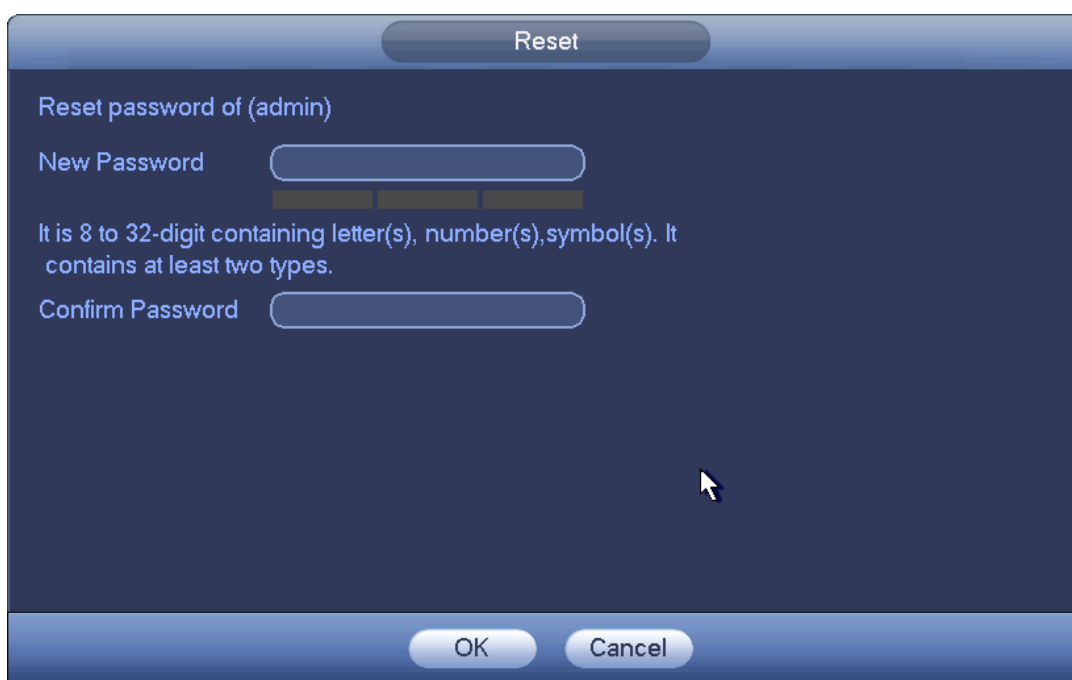 Reset
Reset password of (admin)
New Password
It is 8 to 32-digit containing letter(s), number(s),symbol(s). It
contains at least two types.
Confirm Password
OK
Cancel